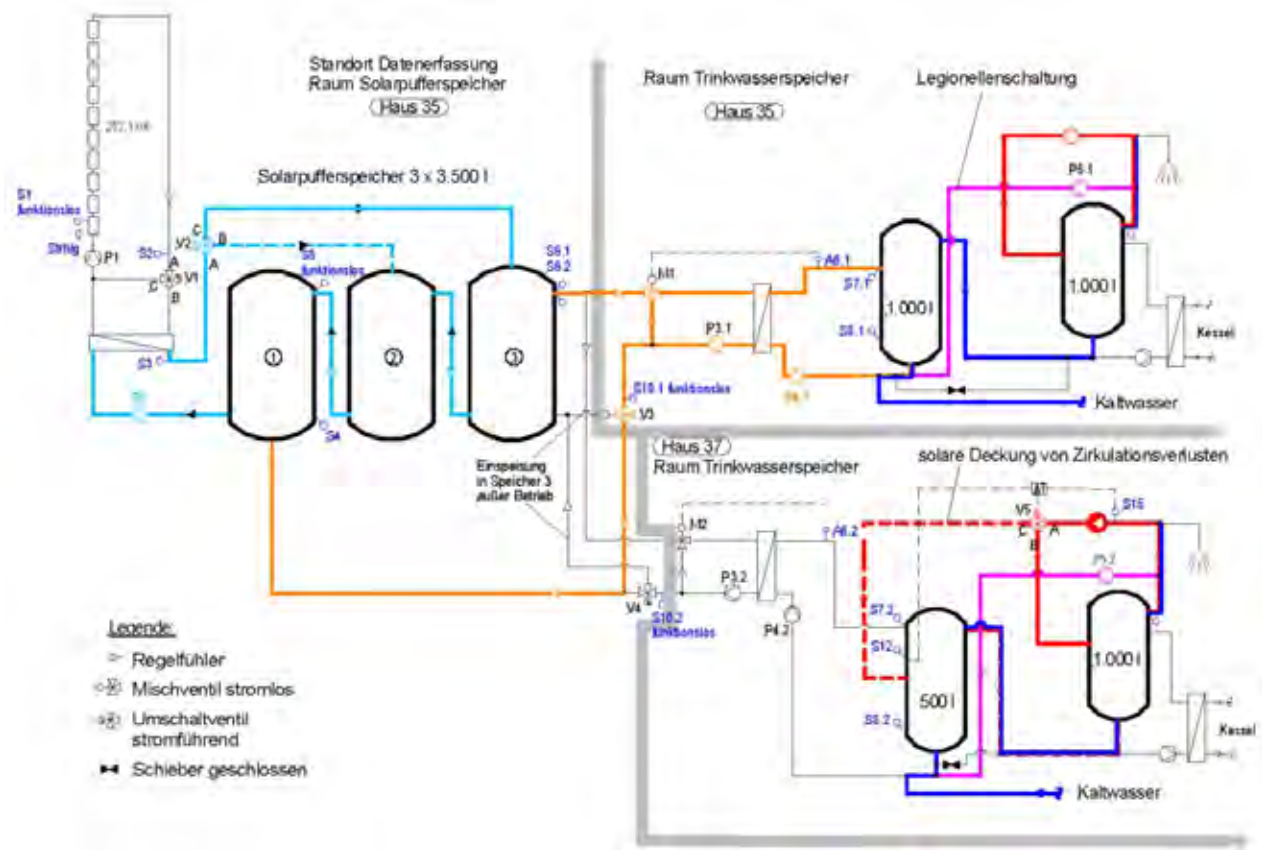 Standort Datenerfassung
Raum Solarpufferspeicher
Haus 35
Raum Trinkwasserspeicher
Haus 35
Legionellenschaltung
Solarpufferspeicher 3 x 3.500 l
S1
funktionslos
P1
S2
A
V1
C
B
C
V2
B
A
S3
S5
funktionslos
S4
S6.1
S6.2
1
2
3
M1
A6.1
S7.1
S8.1
P3.1
1.000 l
P5.1
1.000 l
Kessel
Kaltwasser
S10.1 funktionslos
V3
Einspeisung
in Speicher 3
außer Betrieb
Haus 37
Raum Trinkwasserspeicher
solare Deckung von Zirkulationsverlusten
M2
A6.2
V5
C
A
B
ΔT
S15
P5.2
P3.2
P4.2
V4
S10.2
funktionslos
S7.2
S12
S8.2
500 l
1.000 l
Kessel
Kaltwasser
Legende:
Regelfühler
Mischventil stromlos
Umschaltventil
stromführend
Schieber geschlossen